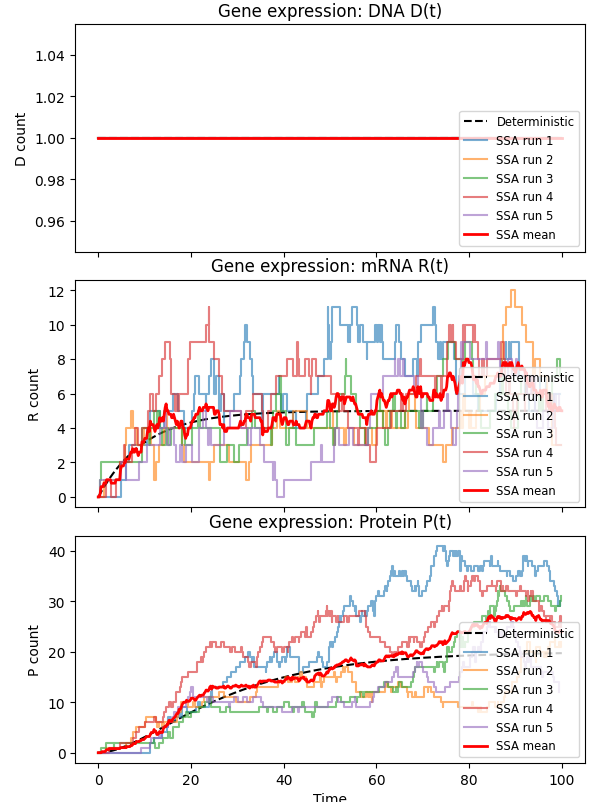 Gene expression: DNA D(t)
1.04
1.02
1.00
0.98
0.96
D count
Deterministic
SSA run 1
SSA run 2
SSA run 3
SSA run 4
SSA run 5
SSA mean
Gene expression: mRNA R(t)
12
10
8
6
4
2
0
R count
Deterministic
SSA run 1
SSA run 2
SSA run 3
SSA run 4
SSA run 5
SSA mean
Gene expression: Protein P(t)
40
30
20
10
0
P count
Deterministic
SSA run 1
SSA run 2
SSA run 3
SSA run 4
SSA run 5
SSA mean
0 20 40 60 80 100
Time